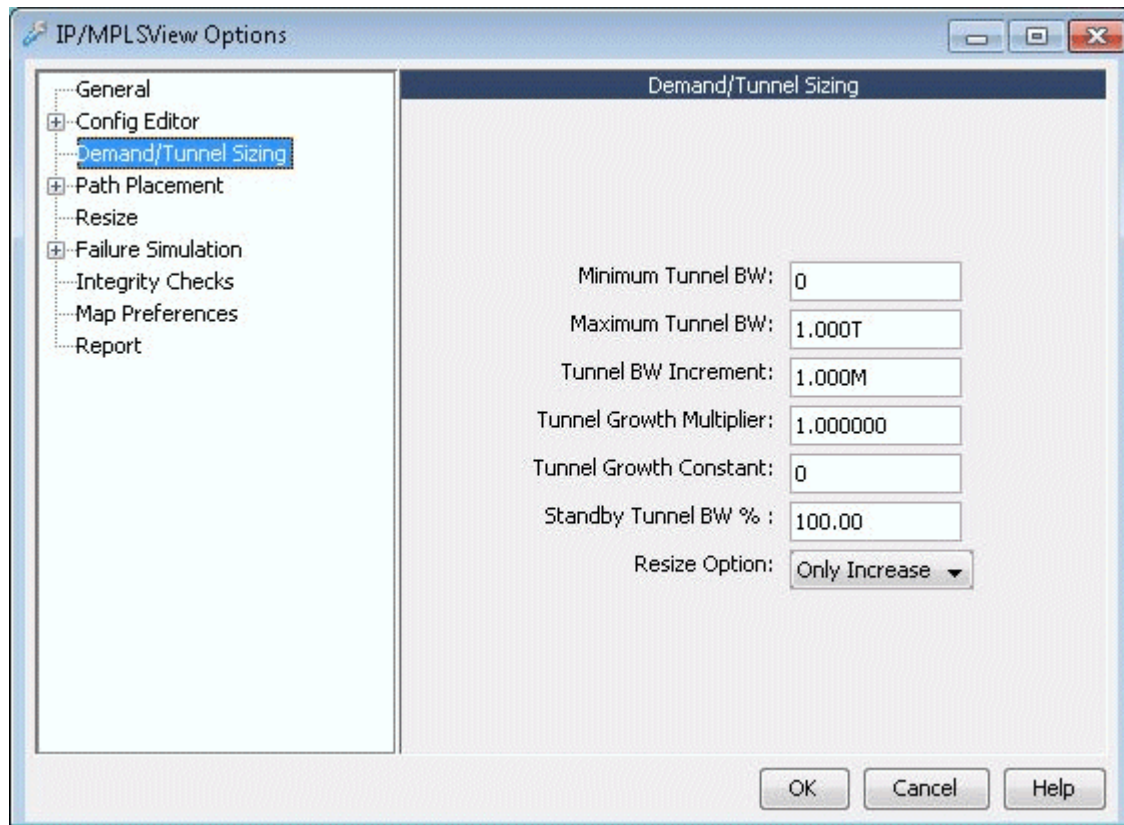 IP/MPLSView Options
General
Config Editor
Demand/Tunnel Sizing
Path Placement
Resize
Failure Simulation
Integrity Checks
Map Preferences
Report
Demand/Tunnel Sizing
Minimum Tunnel BW: 0
Maximum Tunnel BW: 1.000T
Tunnel BW Increment: 1.000M
Tunnel Growth Multiplier: 1.000000
Tunnel Growth Constant: 0
Standby Tunnel BW % : 100.00
Resize Option: Only Increase
OK Cancel Help